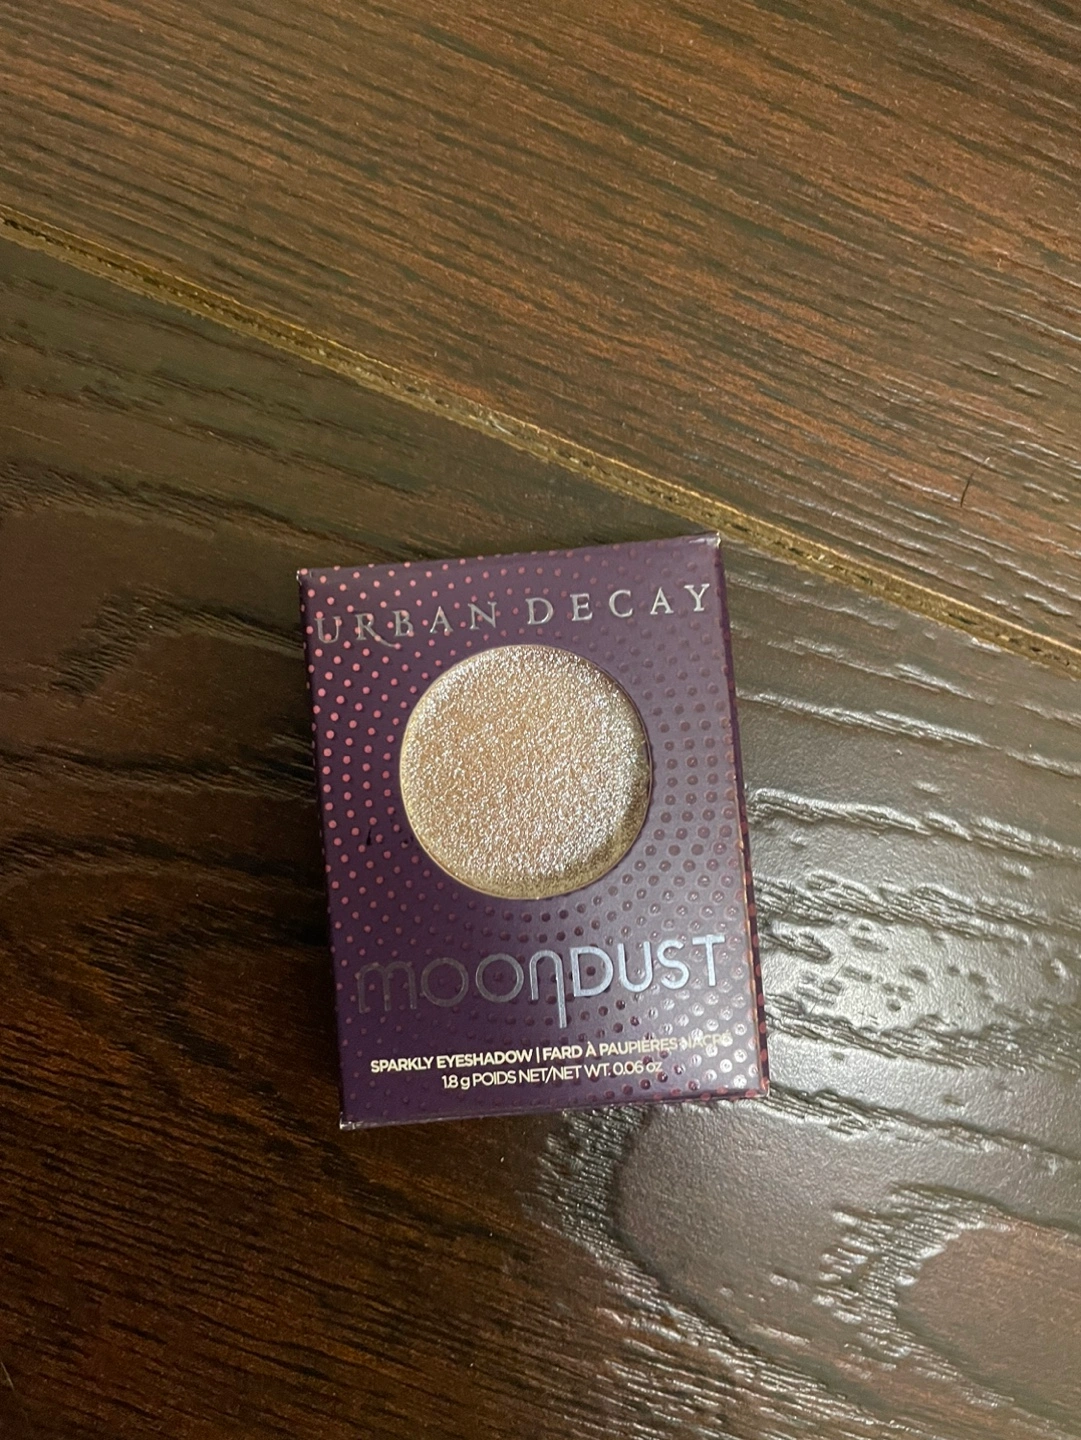 URBAN DECAY
MOONDUST
SPARKLY EYESHADOW | FARD À PAUPIÈRES NACRÉ
1.8 g POIDS NET/NET WT. 0.06 oz